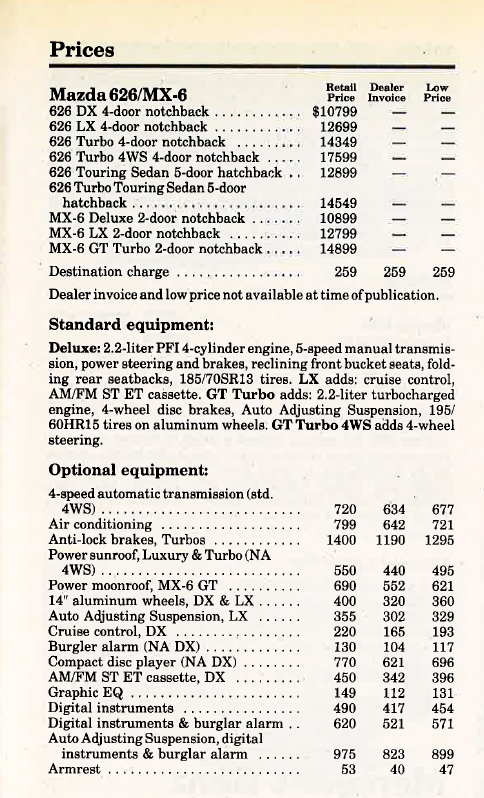 Prices
Mazda 626/MX-6 Retail Price Dealer Invoice Low Price
626 DX 4-door notchback ............ $10799 — —
626 LX 4-door notchback ............ 12699 — —
626 Turbo 4-door notchback ......... 14349 — —
626 Turbo 4WS 4-door notchback ..... 17599 — —
626 Touring Sedan 5-door hatchback .. 12899 — —
626 Turbo Touring Sedan 5-door
hatchback ....................... 14549 — —
MX-6 Deluxe 2-door notchback ....... 10899 — —
MX-6 LX 2-door notchback .......... 12799 — —
MX-6 GT Turbo 2-door notchback ..... 14899 — —
Destination charge ................. 259 259 259
Dealer invoice and low price not available at time of publication.
Standard equipment:
Deluxe: 2.2-liter PFI 4-cylinder engine, 5-speed manual transmis-
sion, power steering and brakes, reclining front bucket seats, fold-
ing rear seatbacks, 185/70SR13 tires. LX adds: cruise control,
AM/FM ST ET cassette. GT Turbo adds: 2.2-liter turbocharged
engine, 4-wheel disc brakes, Auto Adjusting Suspension, 195/
60HR15 tires on aluminum wheels. GT Turbo 4WS adds 4-wheel
steering.
Optional equipment:
4-speed automatic transmission (std.
4WS) ............................ 720 634 677
Air conditioning ................... 799 642 721
Anti-lock brakes, Turbos ............ 1400 1190 1295
Power sunroof, Luxury & Turbo (NA
4WS) ............................ 550 440 495
Power moonroof, MX-6 GT .......... 690 552 621
14" aluminum wheels, DX & LX ...... 400 320 360
Auto Adjusting Suspension, LX ...... 355 302 329
Cruise control, DX ................. 220 165 193
Burgler alarm (NA DX) ............. 130 104 117
Compact disc player (NA DX) ........ 770 621 696
AM/FM ST ET cassette, DX ......... 450 342 396
Graphic EQ ....................... 149 112 131
Digital instruments ................ 490 417 454
Digital instruments & burglar alarm .. 620 521 571
Auto Adjusting Suspension, digital
instruments & burglar alarm ...... 975 823 899
Armrest .......................... 53 40 47